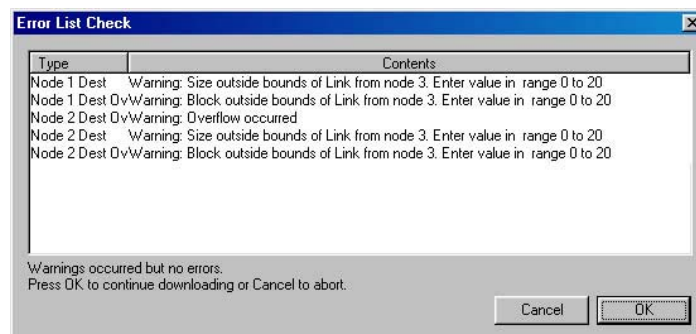 Error List Check
Type Contents
Node 1 Dest Warning: Size outside bounds of Link from node 3. Enter value in range 0 to 20
Node 1 Dest Ov Warning: Block outside bounds of Link from node 3. Enter value in range 0 to 20
Node 2 Dest Ov Warning: Overflow occurred
Node 2 Dest Warning: Size outside bounds of Link from node 3. Enter value in range 0 to 20
Node 2 Dest Ov Warning: Block outside bounds of Link from node 3. Enter value in range 0 to 20
Warnings occurred but no errors.
Press OK to continue downloading or Cancel to abort.
Cancel OK